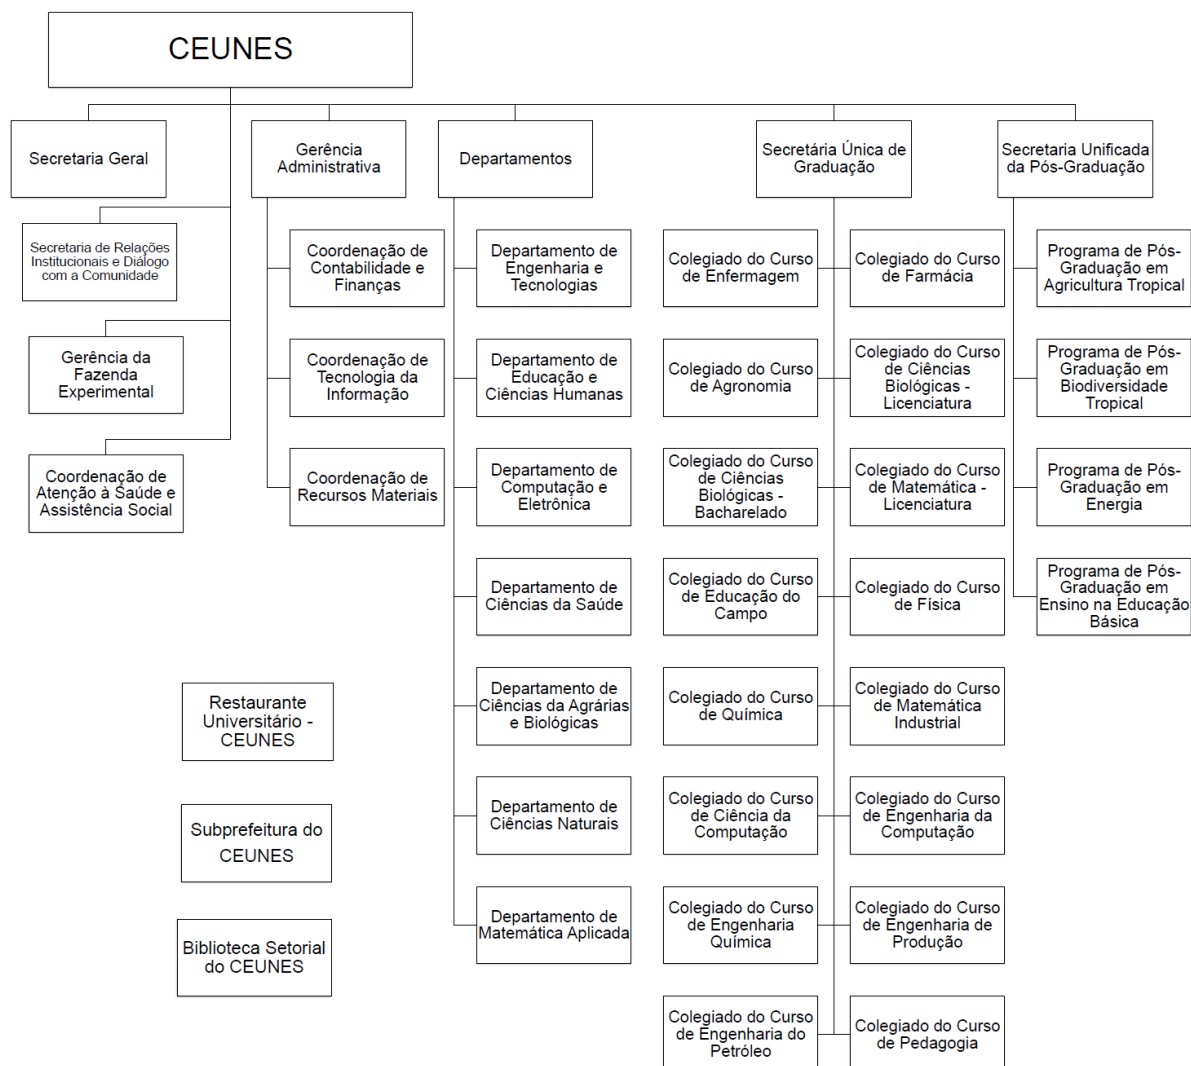 CEUNES
Secretaria Geral
Gerência
Administrativa
Departamentos
Secretária Única de
Graduação
Secretaria Unificada
da Pós-Graduação
Secretaria de Relações
Institucionais e Diálogo
com a Comunidade
Gerência da
Fazenda
Experimental
Coordenação de
Atenção à Saúde e
Assistência Social
Coordenação de
Contabilidade e
Finanças
Coordenação de
Tecnologia da
Informação
Coordenação de
Recursos Materiais
Departamento de
Engenharia e
Tecnologias
Departamento de
Educação e
Ciências Humanas
Departamento de
Computação e
Eletrônica
Departamento de
Ciências da Saúde
Departamento de
Ciências da Agrárias
e Biológicas
Departamento de
Ciências Naturais
Departamento de
Matemática Aplicada
Colegiado do Curso
de Enfermagem
Colegiado do Curso
de Farmácia
Colegiado do Curso
de Agronomia
Colegiado do Curso
de Ciências
Biológicas -
Licenciatura
Colegiado do Curso
de Ciências
Biológicas -
Bacharelado
Colegiado do Curso
de Matemática -
Licenciatura
Colegiado do Curso
de Educação do
Campo
Colegiado do Curso
de Física
Colegiado do Curso
de Química
Colegiado do Curso
de Matemática
Industrial
Colegiado do Curso
de Ciência da
Computação
Colegiado do Curso
de Engenharia da
Computação
Colegiado do Curso
de Engenharia
Química
Colegiado do Curso
de Engenharia de
Produção
Colegiado do Curso
de Engenharia do
Petróleo
Colegiado do Curso
de Pedagogia
Programa de Pós-
Graduação em
Agricultura Tropical
Programa de Pós-
Graduação em
Biodiversidade
Tropical
Programa de Pós-
Graduação em
Energia
Programa de Pós-
Graduação em
Ensino na Educação
Básica
Restaurante
Universitário -
CEUNES
Subprefeitura do
CEUNES
Biblioteca Setorial
do CEUNES